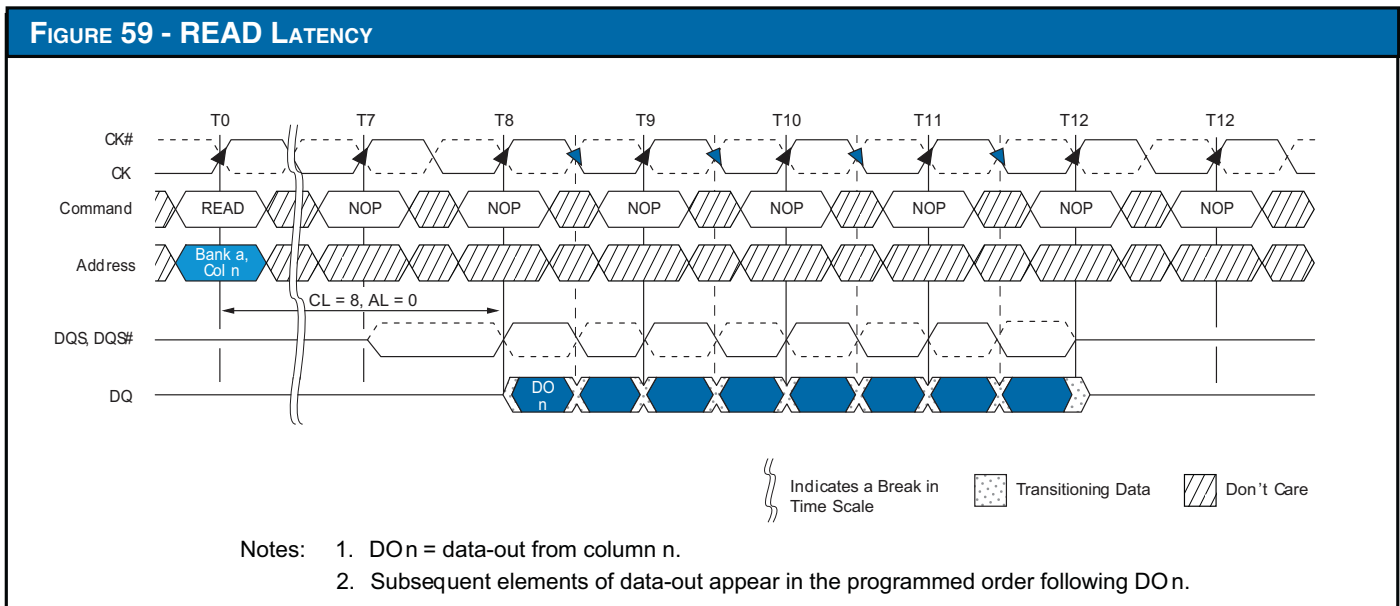 FIGURE 59 - READ LATENCY
T0 T7 T8 T9 T10 T11 T12 T12
CK#
CK
Command READ NOP NOP NOP NOP NOP NOP NOP
Address Bank a,
Col n
CL = 8, AL = 0
DQS, DQS#
DQ DO
n
Indicates a Break in
Time Scale
Transitioning Data
Don't Care
Notes: 1. DOn = data-out from column n.
2. Subsequent elements of data-out appear in the programmed order following DOn.